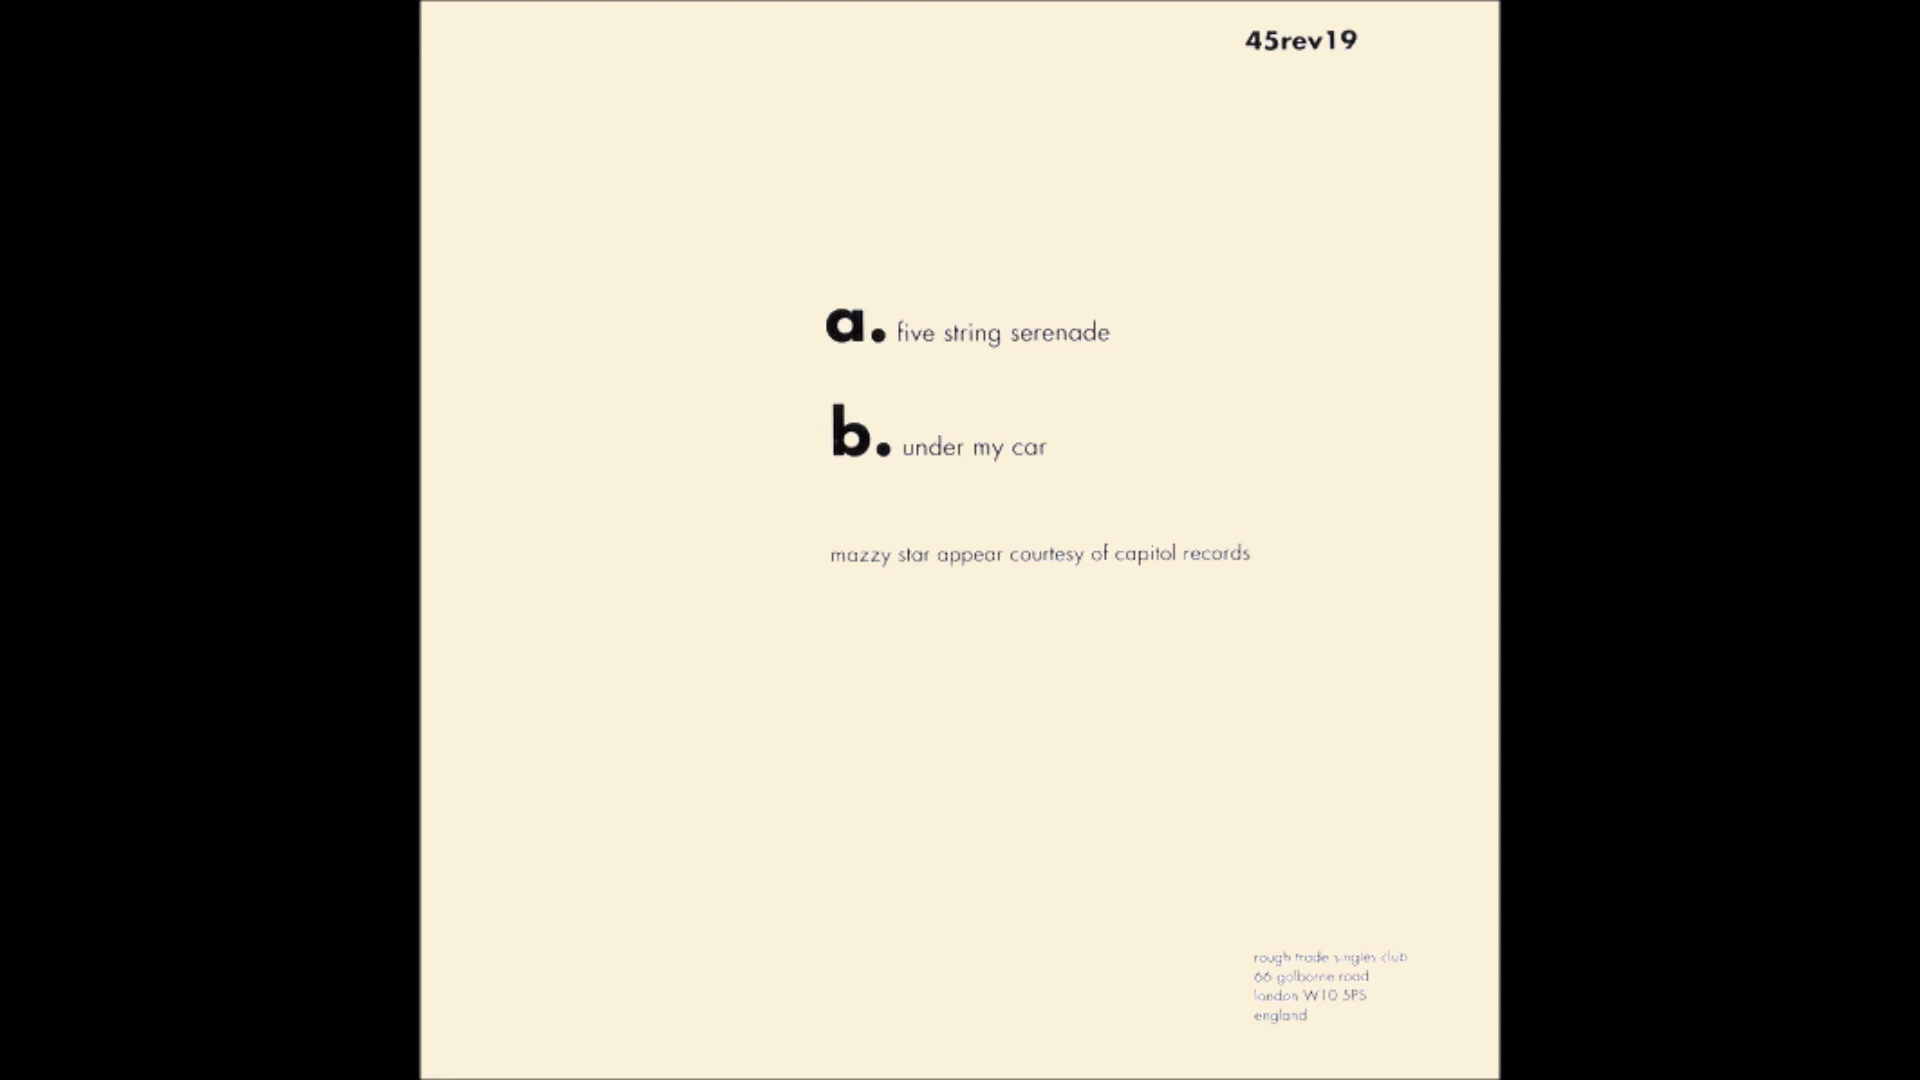 45rev19
a. five string serenade
b. under my car
mazzy star appear courtesy of capitol records
rough trade singles club
66 golborne road
london W10 5PS
england